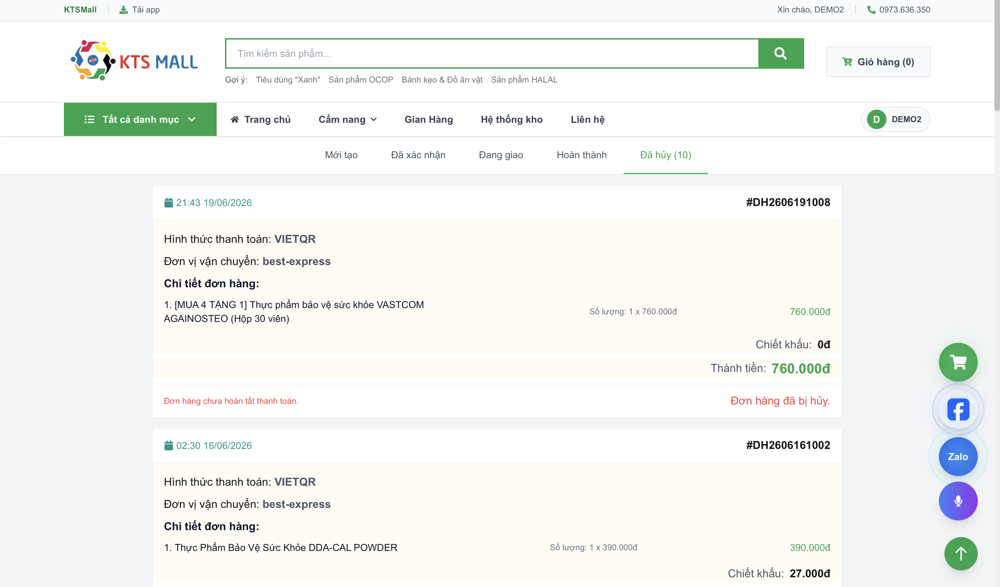 KTSMall
Tải app
Xin chào, DEMO2
0973.636.350
KTS MALL
Tìm kiếm sản phẩm...
Giỏ hàng (0)
Gợi ý: Tiêu dùng "Xanh" Sản phẩm OCOP Bánh kẹo & Đồ ăn vặt Sản phẩm HALAL
Tất cả danh mục
Trang chủ
Cẩm nang
Gian Hàng
Hệ thống kho
Liên hệ
D
DEMO2
Mới tạo
Đã xác nhận
Đang giao
Hoàn thành
Đã hủy (10)
21:43 19/06/2026
#DH2606191008
Hình thức thanh toán: VIETQR
Đơn vị vận chuyển: best-express
Chi tiết đơn hàng:
1. [MUA 4 TẶNG 1] Thực phẩm bảo vệ sức khỏe VASTCOM
AGAINOSTEO (Hộp 30 viên)
Số lượng: 1 x 760.000đ
760.000đ
Chiết khấu: 0đ
Thành tiền: 760.000đ
Đơn hàng chưa hoàn tất thanh toán.
Đơn hàng đã bị hủy.
Zalo
02:30 16/06/2026
#DH2606161002
Hình thức thanh toán: VIETQR
Đơn vị vận chuyển: best-express
Chi tiết đơn hàng:
1. Thực Phẩm Bảo Vệ Sức Khỏe DDA-CAL POWDER
Số lượng: 1 x 390.000đ
390.000đ
Chiết khấu: 27.000đ